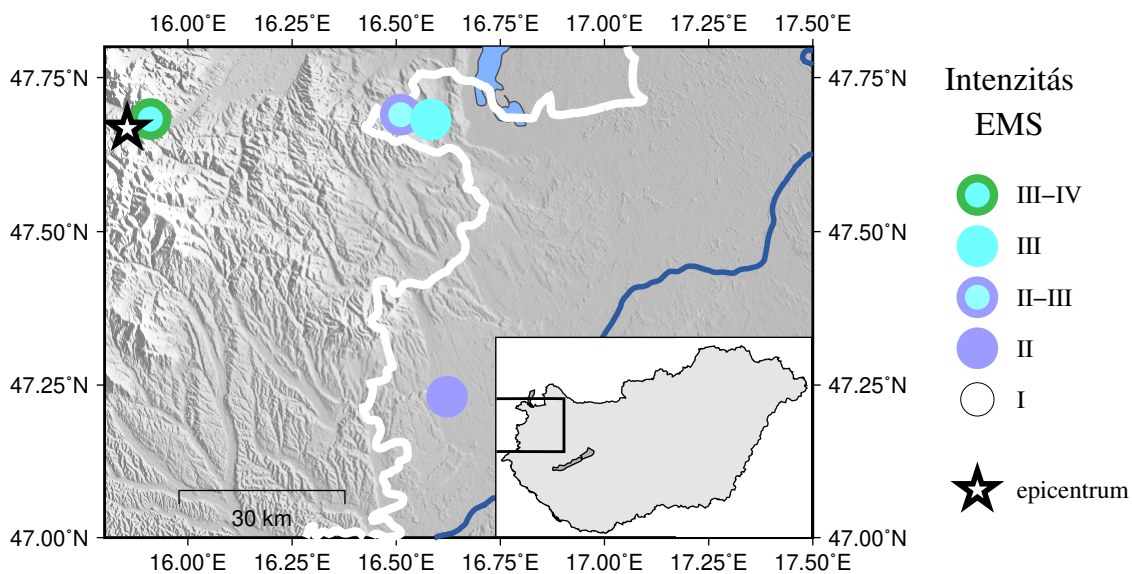 16.00°E 16.25°E 16.50°E 16.75°E 17.00°E 17.25°E 17.50°E
47.75°N 47.75°N
47.50°N 47.50°N
47.25°N 47.25°N
47.00°N 47.00°N
30 km
16.00°E 16.25°E 16.50°E 16.75°E 17.00°E 17.25°E 17.50°E
Intenzitás
EMS
III–IV
III
II–III
II
I
epicentrum